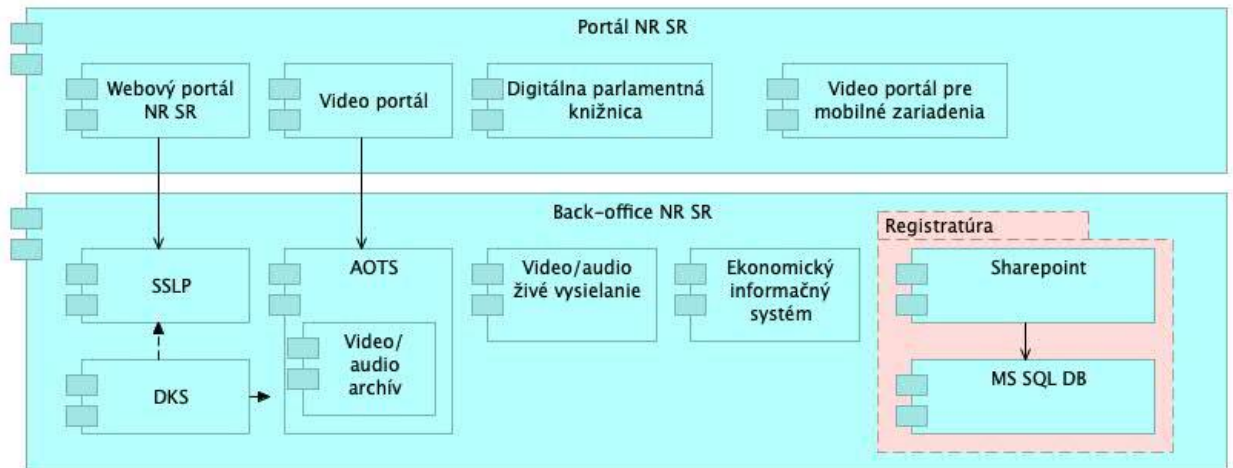 Portál NR SR
Webový portál
NR SR
Video portál
Digitálna parlamentná
knižnica
Video portál pre
mobilné zariadenia
Back-office NR SR
SSLP
AOTS
Video/
audio
archív
DKS
Video/audio
živé vysielanie
Ekonomický
informačný
systém
Registratúra
Sharepoint
MS SQL DB